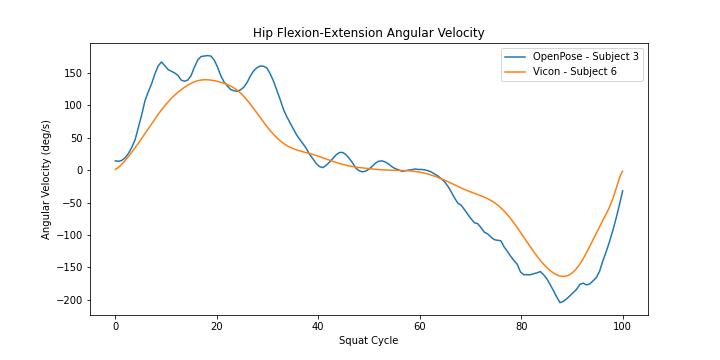 Hip Flexion-Extension Angular Velocity
OpenPose - Subject 3
Vicon - Subject 6
150
100
50
0
−50
−100
−150
−200
Angular Velocity (deg/s)
0 20 40 60 80 100
Squat Cycle